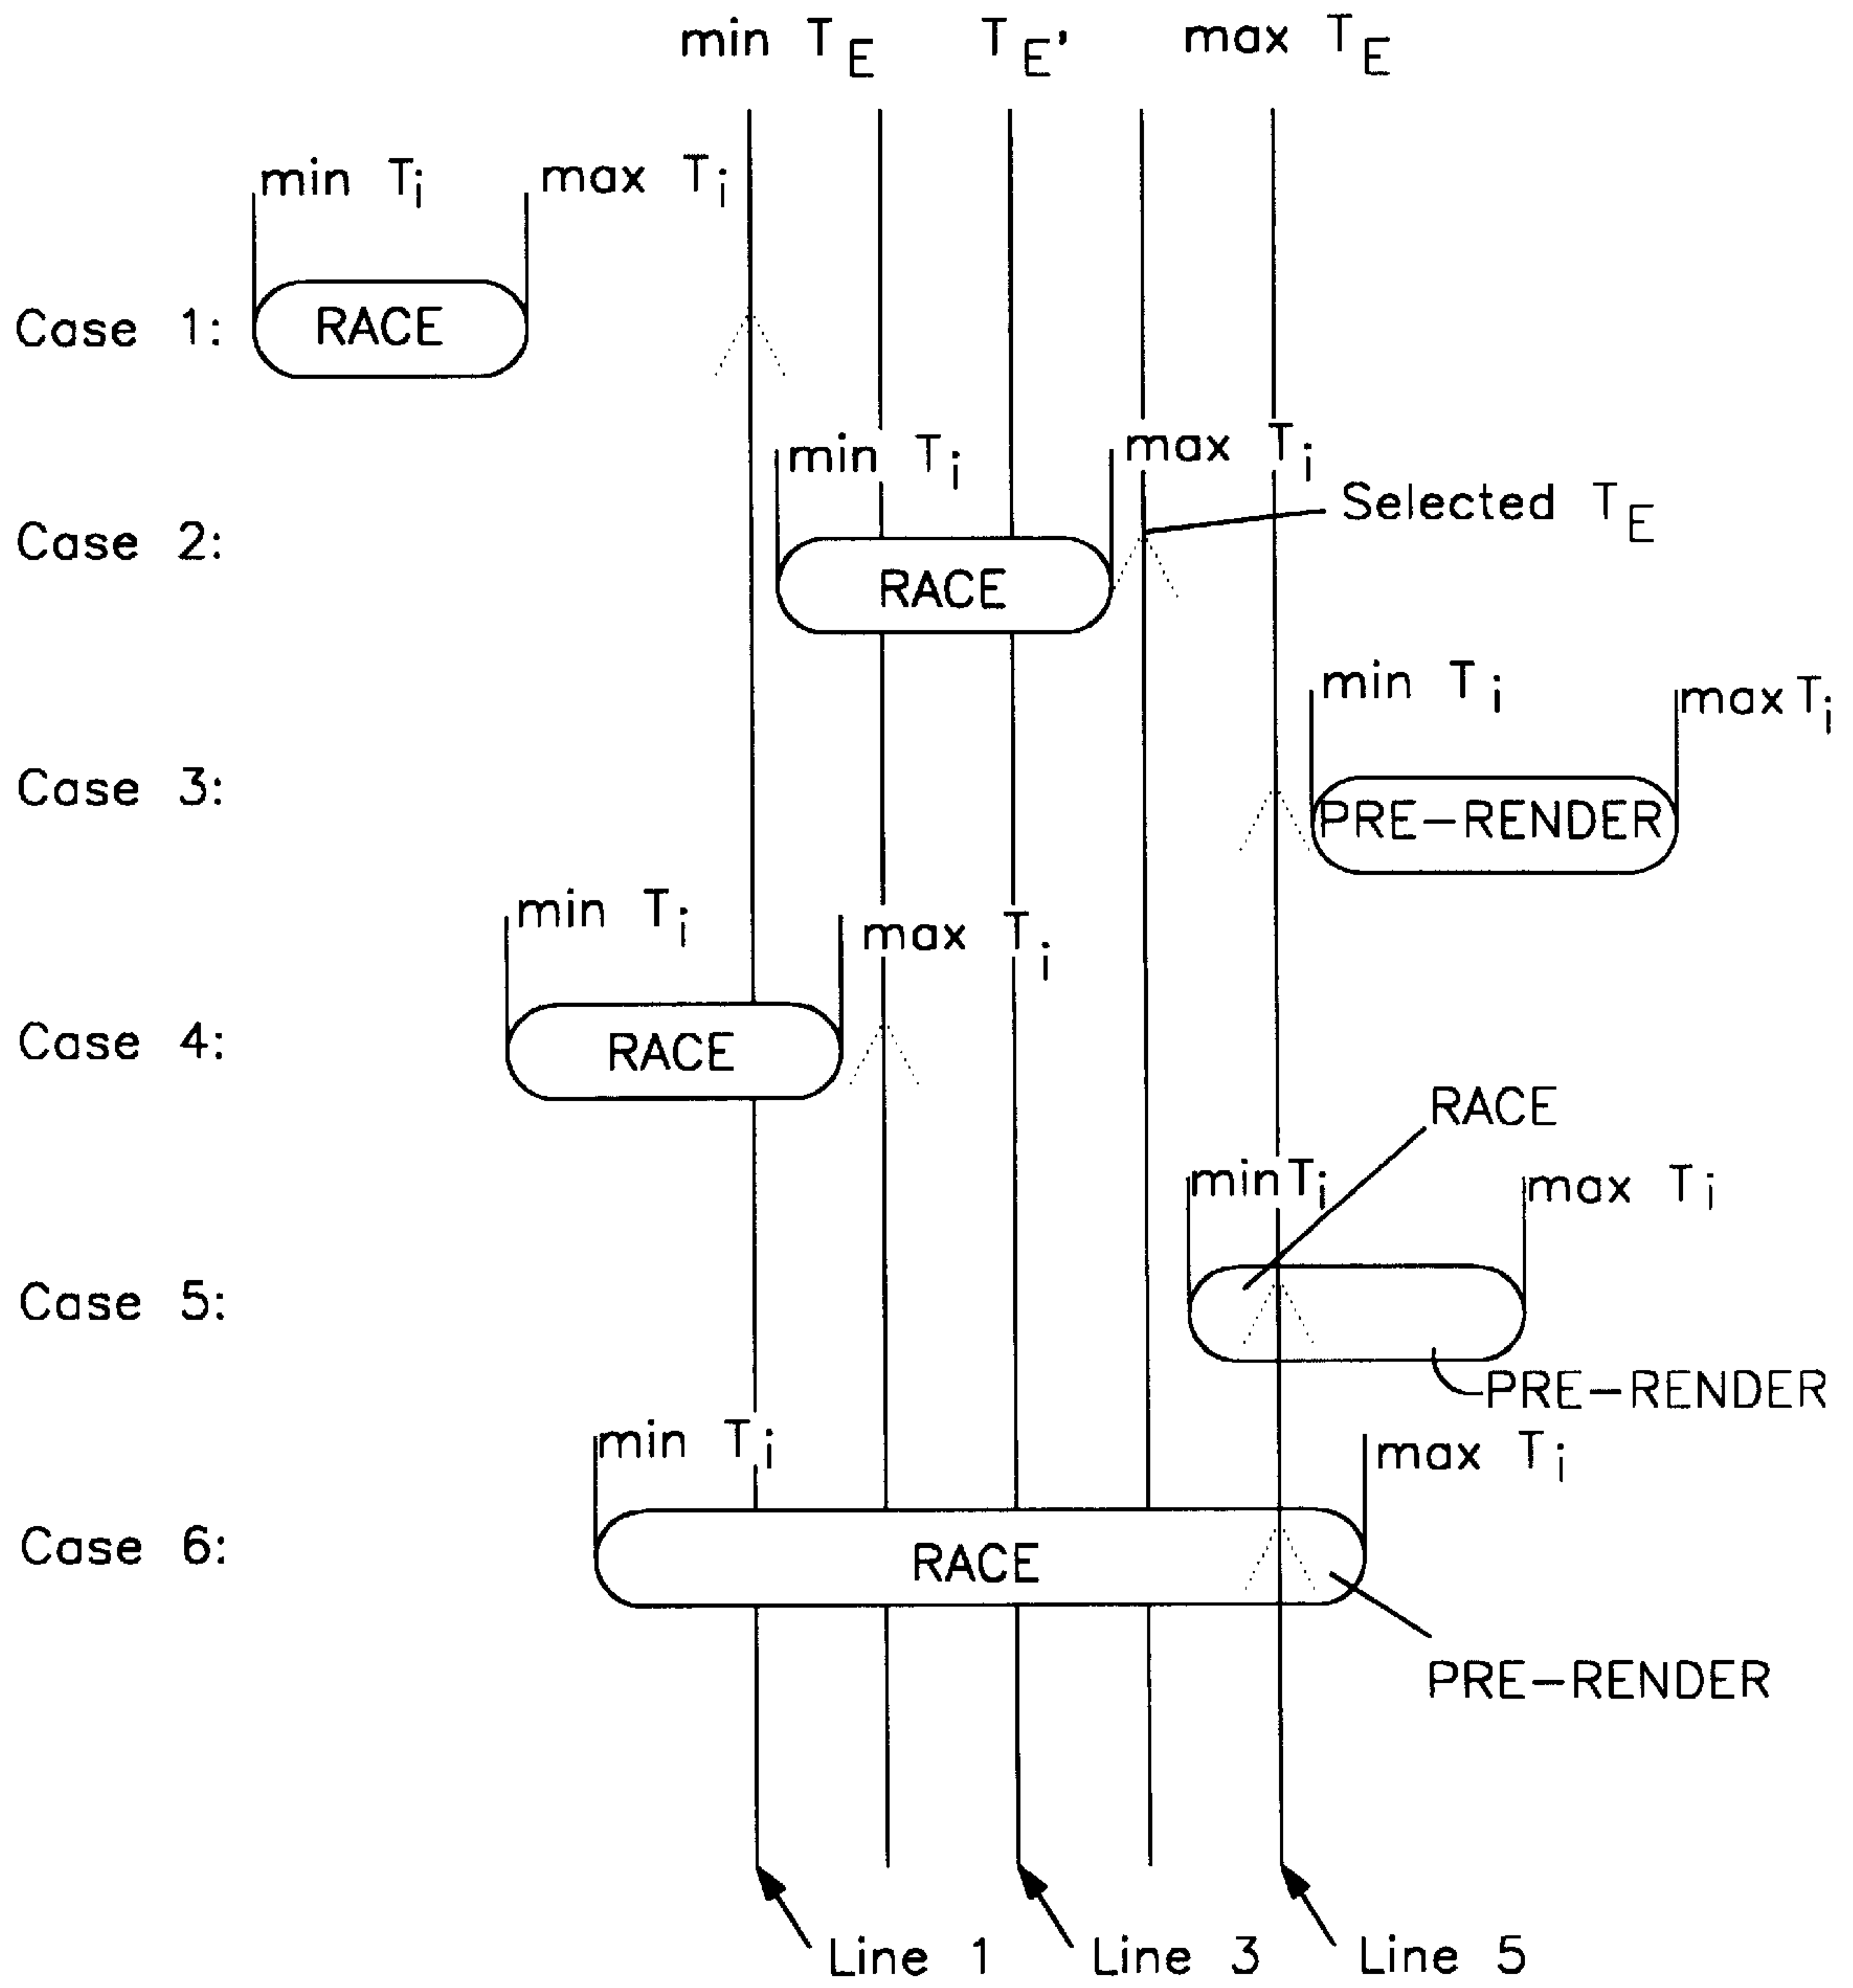 min T_E T_E' max T_E
min T_i max T_i
Case 1: RACE
min T_i max T_i
Selected T_E
Case 2: RACE
min T_i max T_i
Case 3: PRE-RENDER
min T_i max T_i
Case 4: RACE
RACE
min T_i max T_i
Case 5:
PRE-RENDER
min T_i max T_i
Case 6: RACE
PRE-RENDER
Line 1 Line 3 Line 5